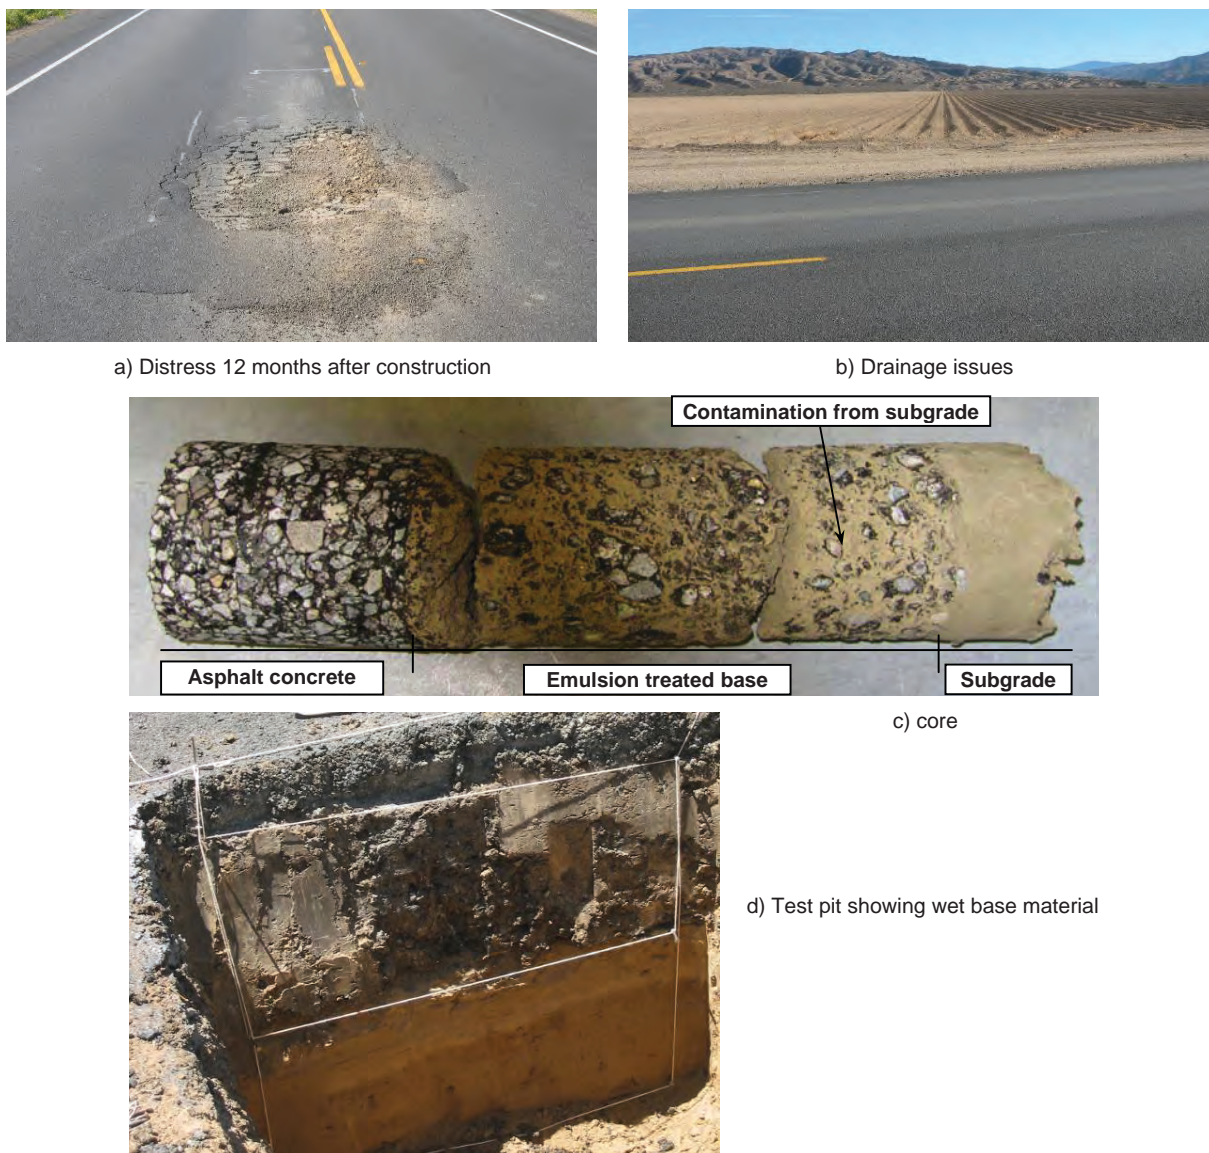 a) Distress 12 months after construction
b) Drainage issues
Contamination from subgrade
Asphalt concrete
Emulsion treated base
Subgrade
c) core
d) Test pit showing wet base material